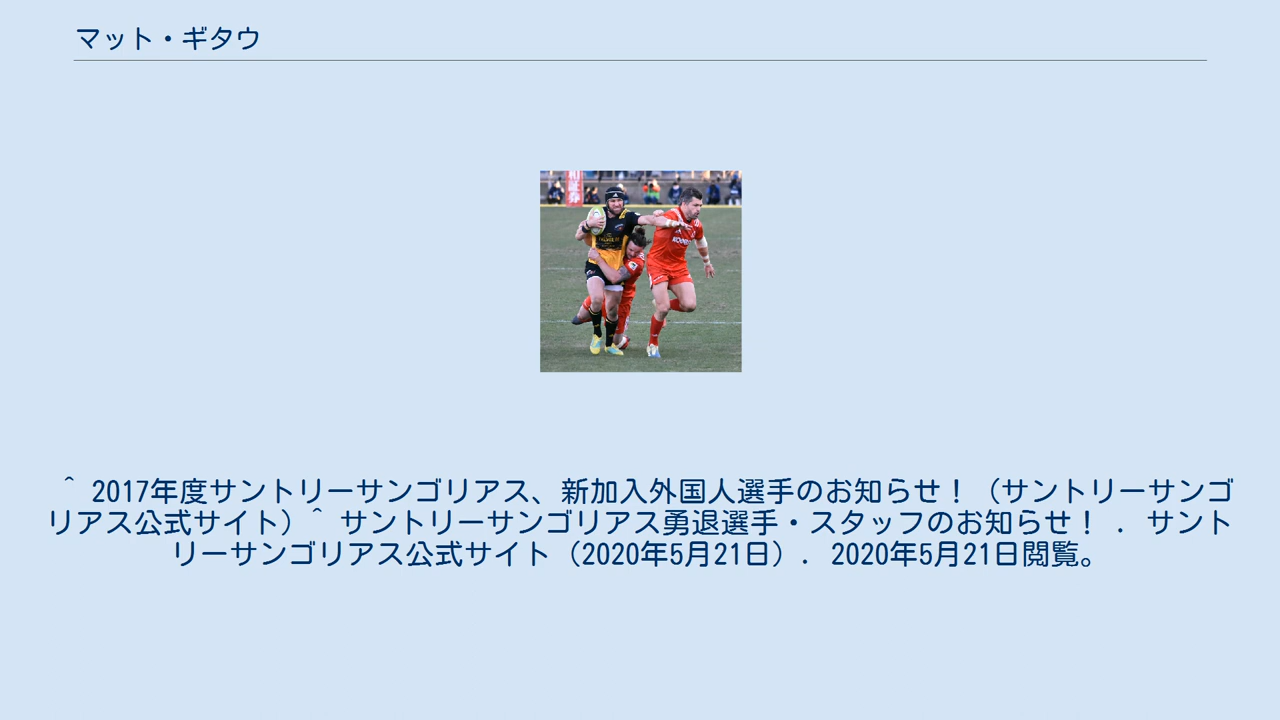 マット・ギタウ
^ 2017年度サントリーサンゴリアス、新加入外国人選手のお知らせ！（サントリーサンゴ
リアス公式サイト）^ サントリーサンゴリアス勇退選手・スタッフのお知らせ！．サント
リーサンゴリアス公式サイト（2020年5月21日）．2020年5月21日閲覧。